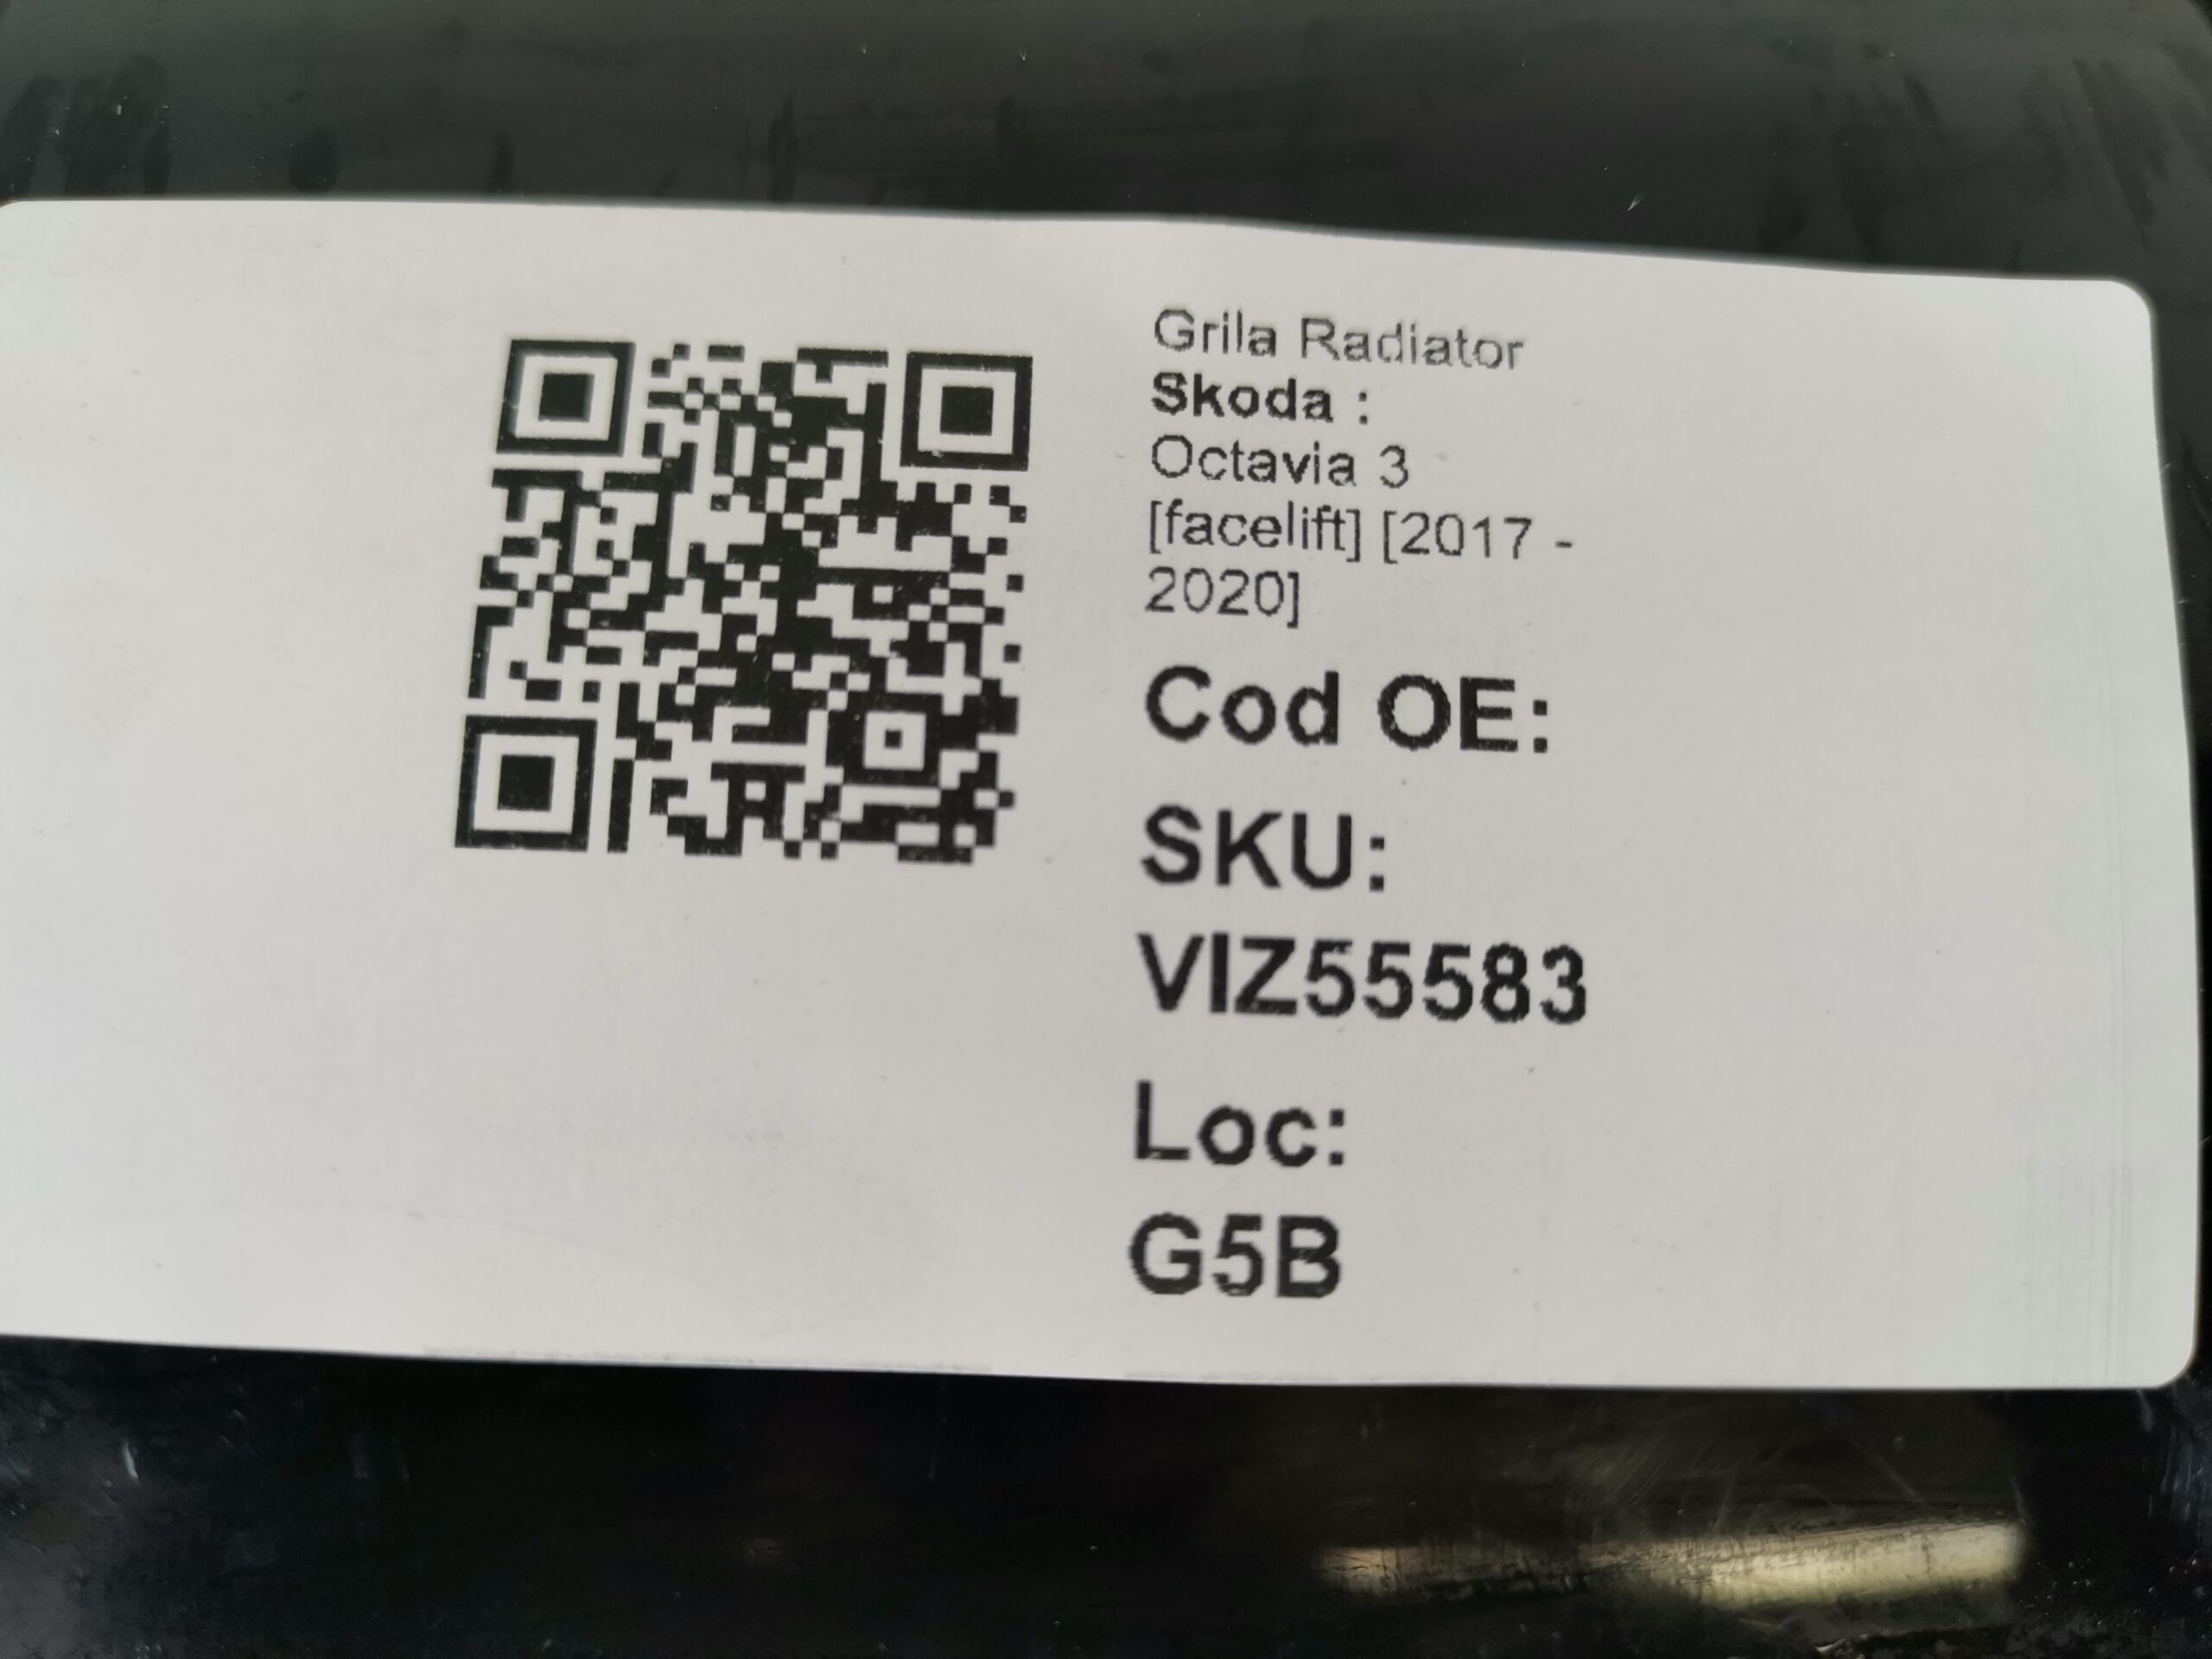 Grila Radiator
Skoda :
Octavia 3
[facelift] [2017 -
2020]
Cod OE:
SKU:
VIZ55583
Loc:
G5B